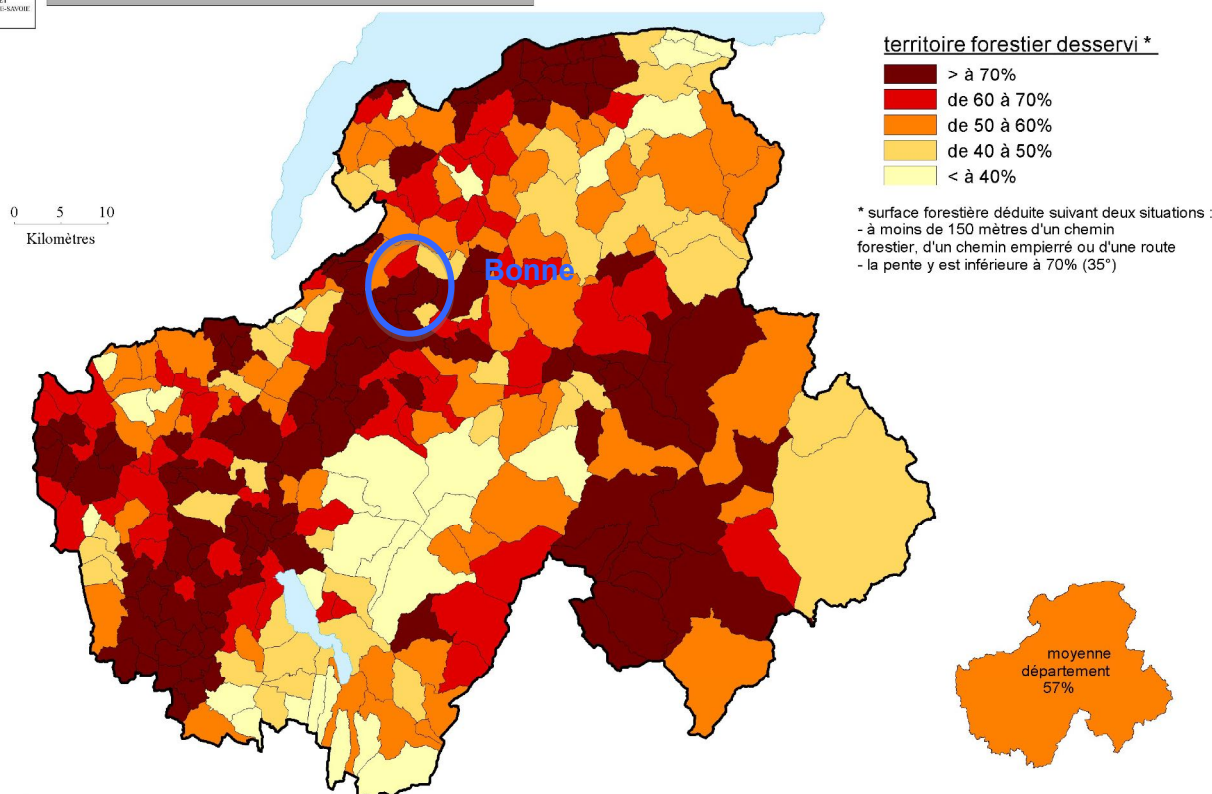 E-SAVOIE
territoire forestier desservi *
> à 70%
de 60 à 70%
de 50 à 60%
de 40 à 50%
< à 40%
* surface forestière déduite suivant deux situations :
- à moins de 150 mètres d'un chemin
forestier, d'un chemin empierré ou d'une route
- la pente y est inférieure à 70% (35°)
0 5 10
Kilomètres
Bonne
moyenne
département
57%